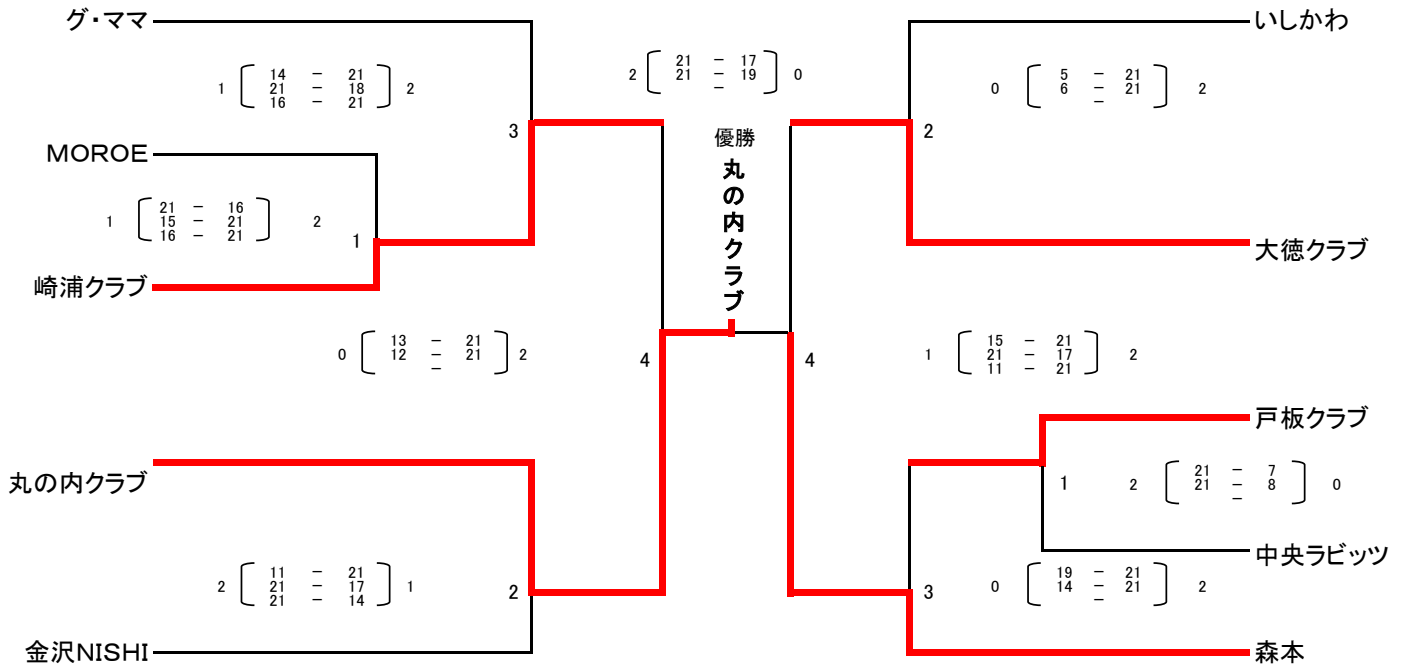 グ・ママ
いしかわ
1 14 － 21 2
21 － 18
16 － 21
2 21 － 17 0
21 － 19
－
0 5 － 21 2
6 － 21
－
3
2
優勝
丸の内クラブ
MOROE
1 21 － 16 2
15 － 21
16 － 21
1
崎浦クラブ
大徳クラブ
0 13 － 21 2
12 － 21
－
4
4
1 15 － 21 2
21 － 17
11 － 21
戸板クラブ
丸の内クラブ
1
2 21 － 7 0
21 － 8
－
中央ラビッツ
2 11 － 21 1
21 － 17
21 － 14
2
3
0 19 － 21 2
14 － 21
－
金沢NISHI
森本